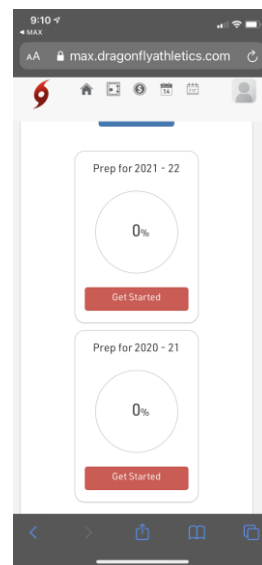 9:10
MAX
AA max.dragonflyathletics.com
14
Prep for 2021 - 22
0%
Get Started
Prep for 2020 - 21
0%
Get Started